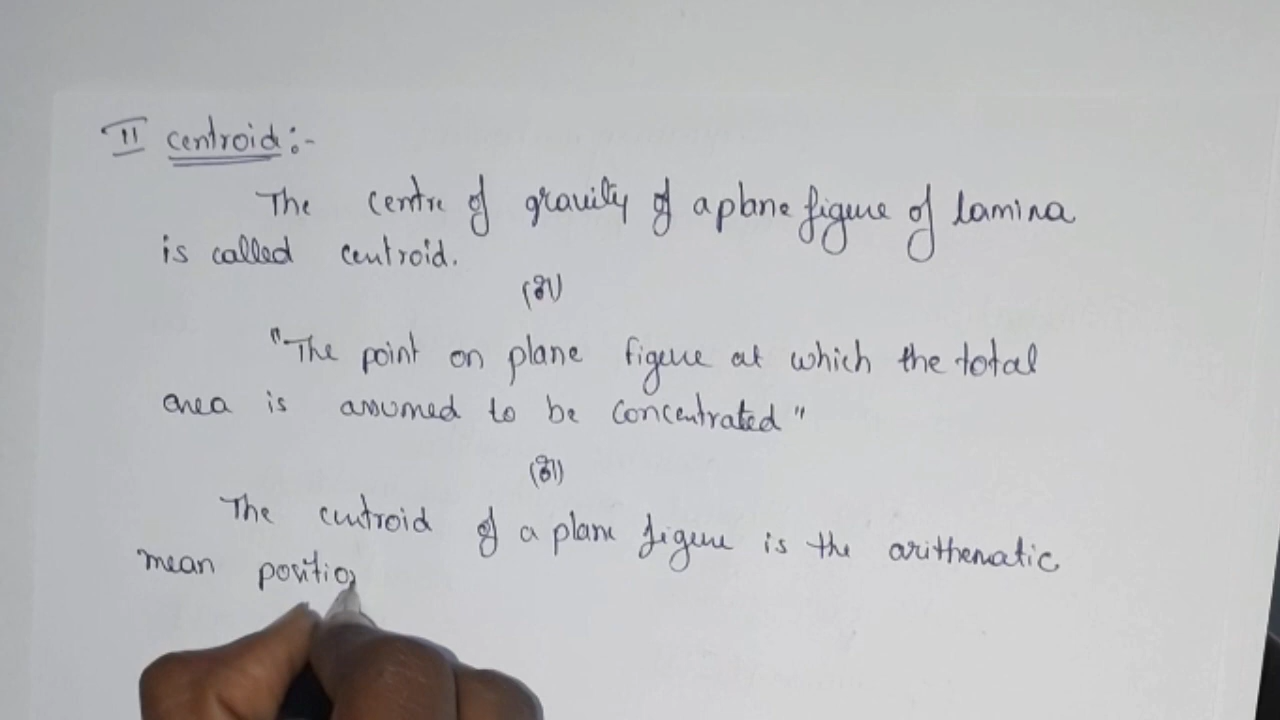 II centroid:-
The centre of gravity of a plane figure of lamina
is called centroid.
(or)
"The point on plane figure at which the total
area is assumed to be concentrated"
(or)
The centroid of a plane figure is the arithematic
mean position